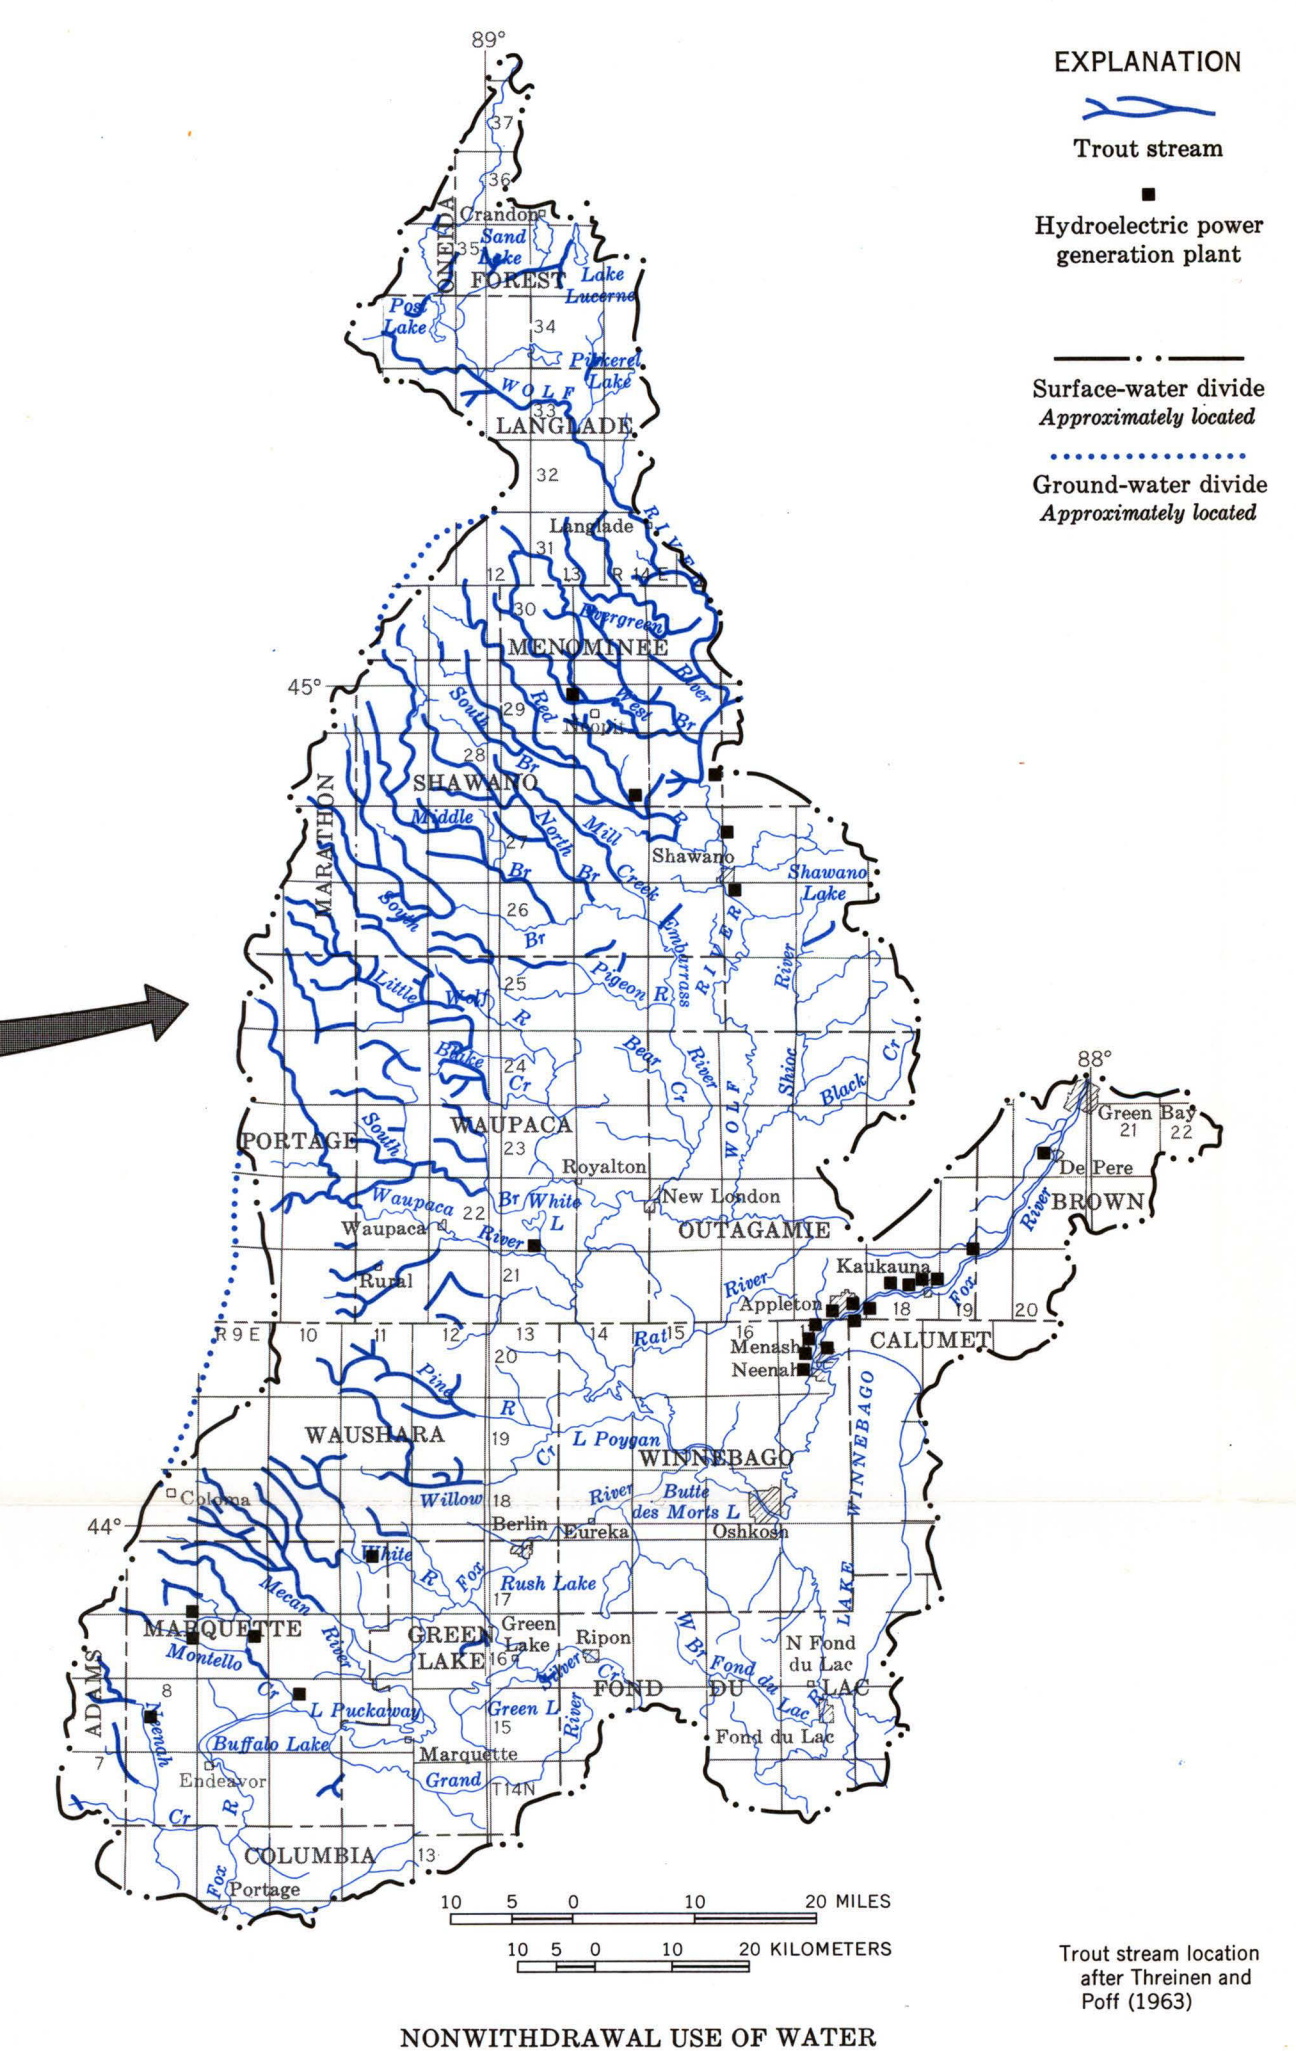 89°
EXPLANATION
Trout stream
Hydroelectric power
generation plant
Surface-water divide
Approximately located
Ground-water divide
Approximately located
37
36
ONEIDA
Crandon
Sand
Lake
35
FOREST
Lake
Lucerne
Post
Lake
34
Pickerel
Lake
WOLF
33
LANGLADE
32
RIVER
Langlade
31
12
13
R 14 E
30
Evergreen
MENOMINEE
River
45°
South
Red
West
Br
29
Neopit
28
Br
SHAWANO
MARATHON
Middle
North
Mill
R
27
Shawano
Br
Br
Creek
Shawano
Lake
South
26
Br
Embarrass
RIVER
River
25
Little
Wolf
Pigeon R
R
Bear
River
Shioc
Cr
Blake
24
Cr
Cr
Black
88°
WOLF
Green Bay
21
22
PORTAGE
South
WAUPACA
23
De Pere
Royalton
New London
BROWN
River
Waupaca
Br
White
L
22
Waupaca
River
OUTAGAMIE
Kaukauna
Rural
21
River
Fox
Appleton
18
19
20
R 9 E
10
11
12
13
14
15
16
17
Rat
Menasha
CALUMET
Neenah
20
Pine
R
WAUSHARA
19
Cr
L Poygan
WINNEBAGO
LAKE WINNEBAGO
Coloma
Willow
18
River
Butte
des Morts L
44°
Berlin
Eureka
Oshkosh
White
R
Fox
Rush Lake
17
Mecan
River
MARQUETTE
GREEN
LAKE
Green
Lake
16
Ripon
W Br
N Fond
du Lac
Montello
Cr
Silver
Cr
Fond du Lac
R
FOND DU LAC
ADAMS
8
L Puckaway
Green L
River
15
Neenah
Buffalo Lake
Marquette
Fond du Lac
7
Endeavor
Grand
T14N
Cr
R
COLUMBIA
13
Fox
Portage
10 5 0 10 20 MILES
10 5 0 10 20 KILOMETERS
Trout stream location
after Threinen and
Poff (1963)
NONWITHDRAWAL USE OF WATER